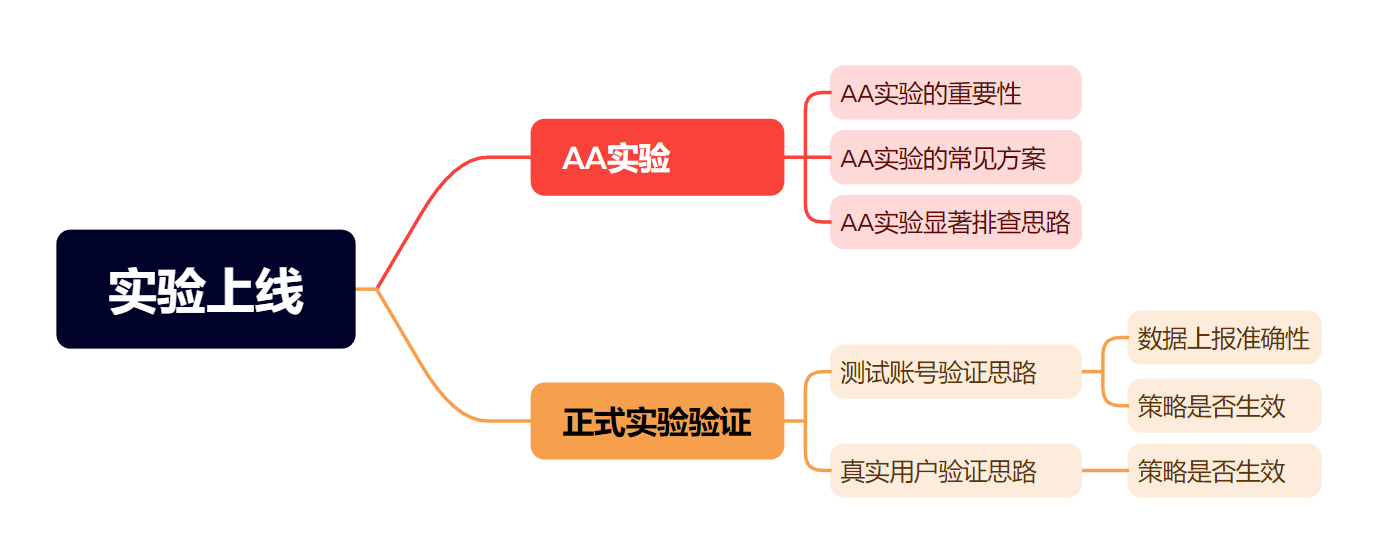 实验上线
AA实验
AA实验的重要性
AA实验的常见方案
AA实验显著排查思路
正式实验验证
测试账号验证思路
数据上报准确性
策略是否生效
真实用户验证思路
策略是否生效